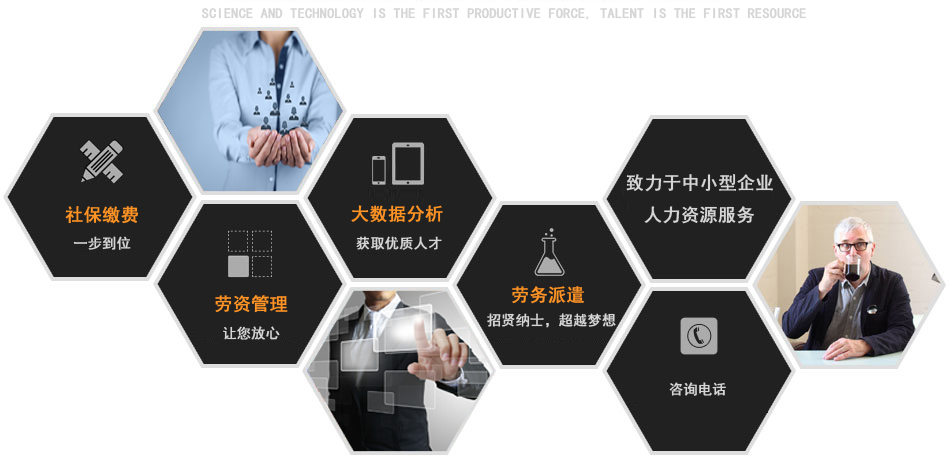 SCIENCE AND TECHNOLOGY IS THE FIRST PRODUCTIVE FORCE, TALENT IS THE FIRST RESOURCE
社保缴费
一步到位
劳资管理
让您放心
大数据分析
获取优质人才
劳务派遣
招贤纳士，超越梦想
致力于中小型企业
人力资源服务
咨询电话